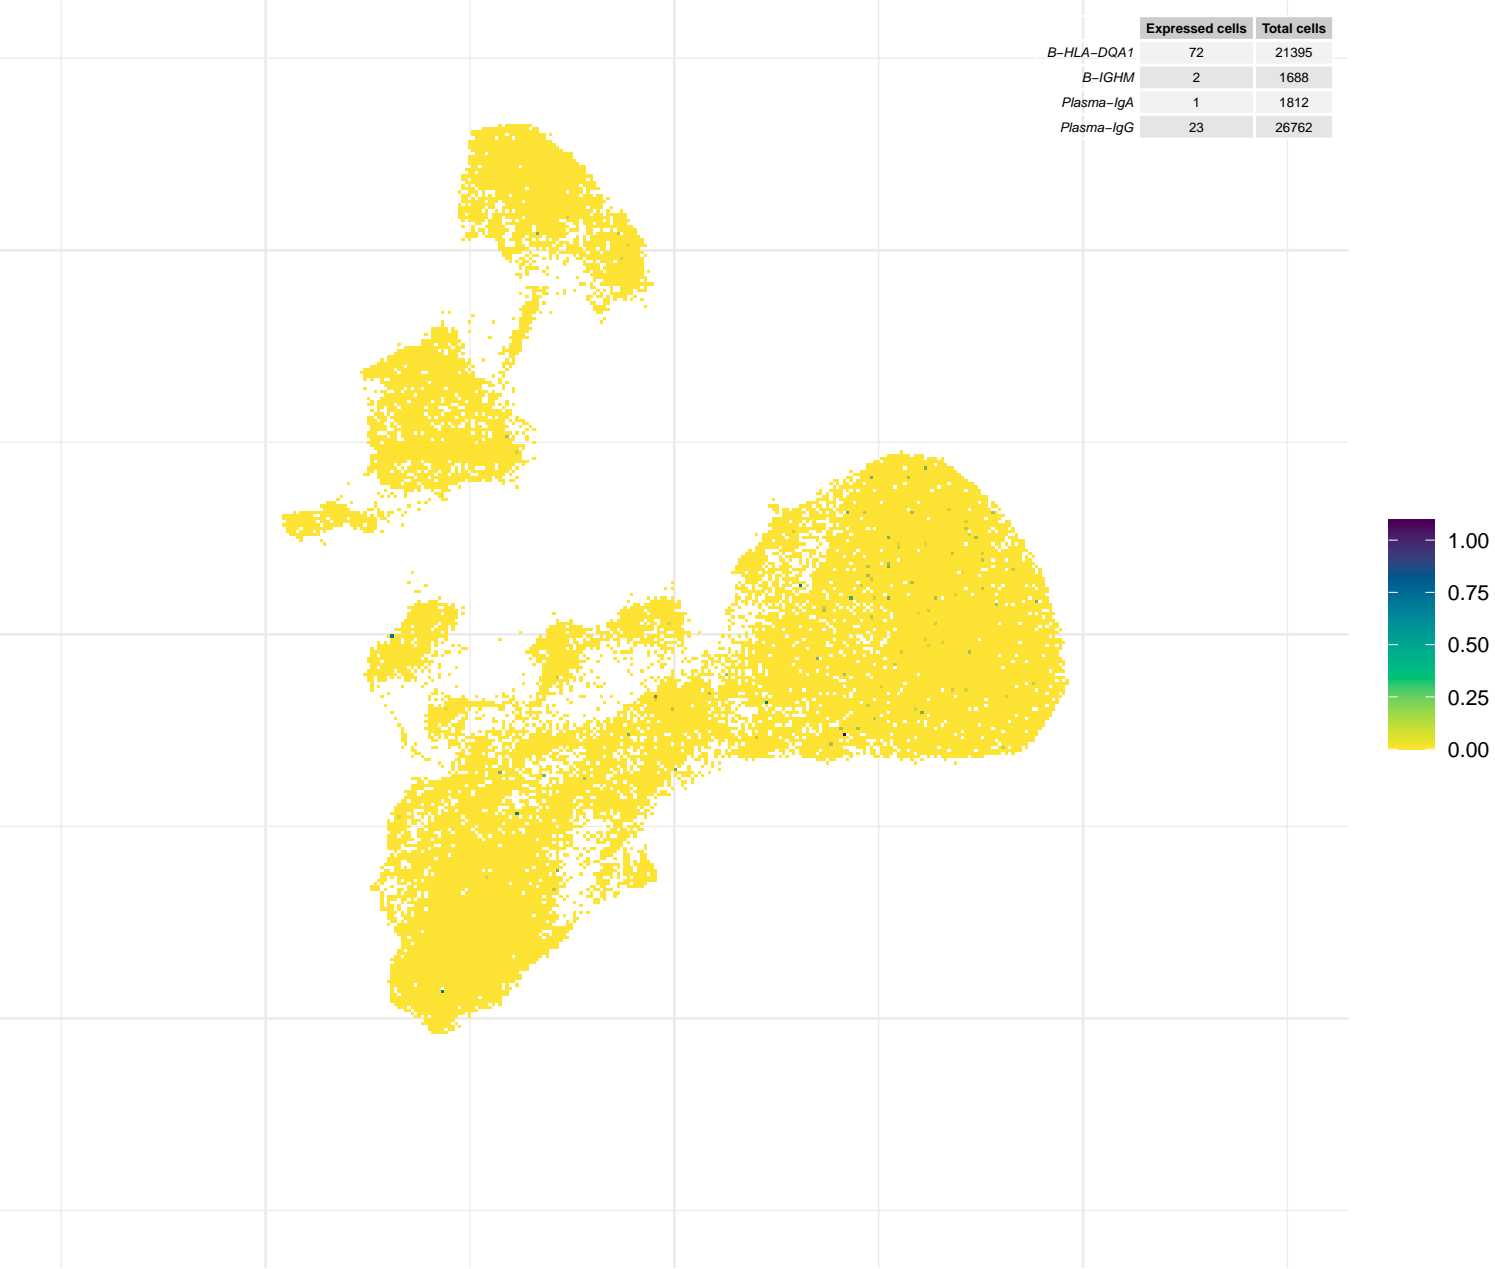 Expressed cells Total cells
B−HLA−DQA1 72 21395
B−IGHM 2 1688
Plasma−IgA 1 1812
Plasma−IgG 23 26762
1.00
0.75
0.50
0.25
0.00